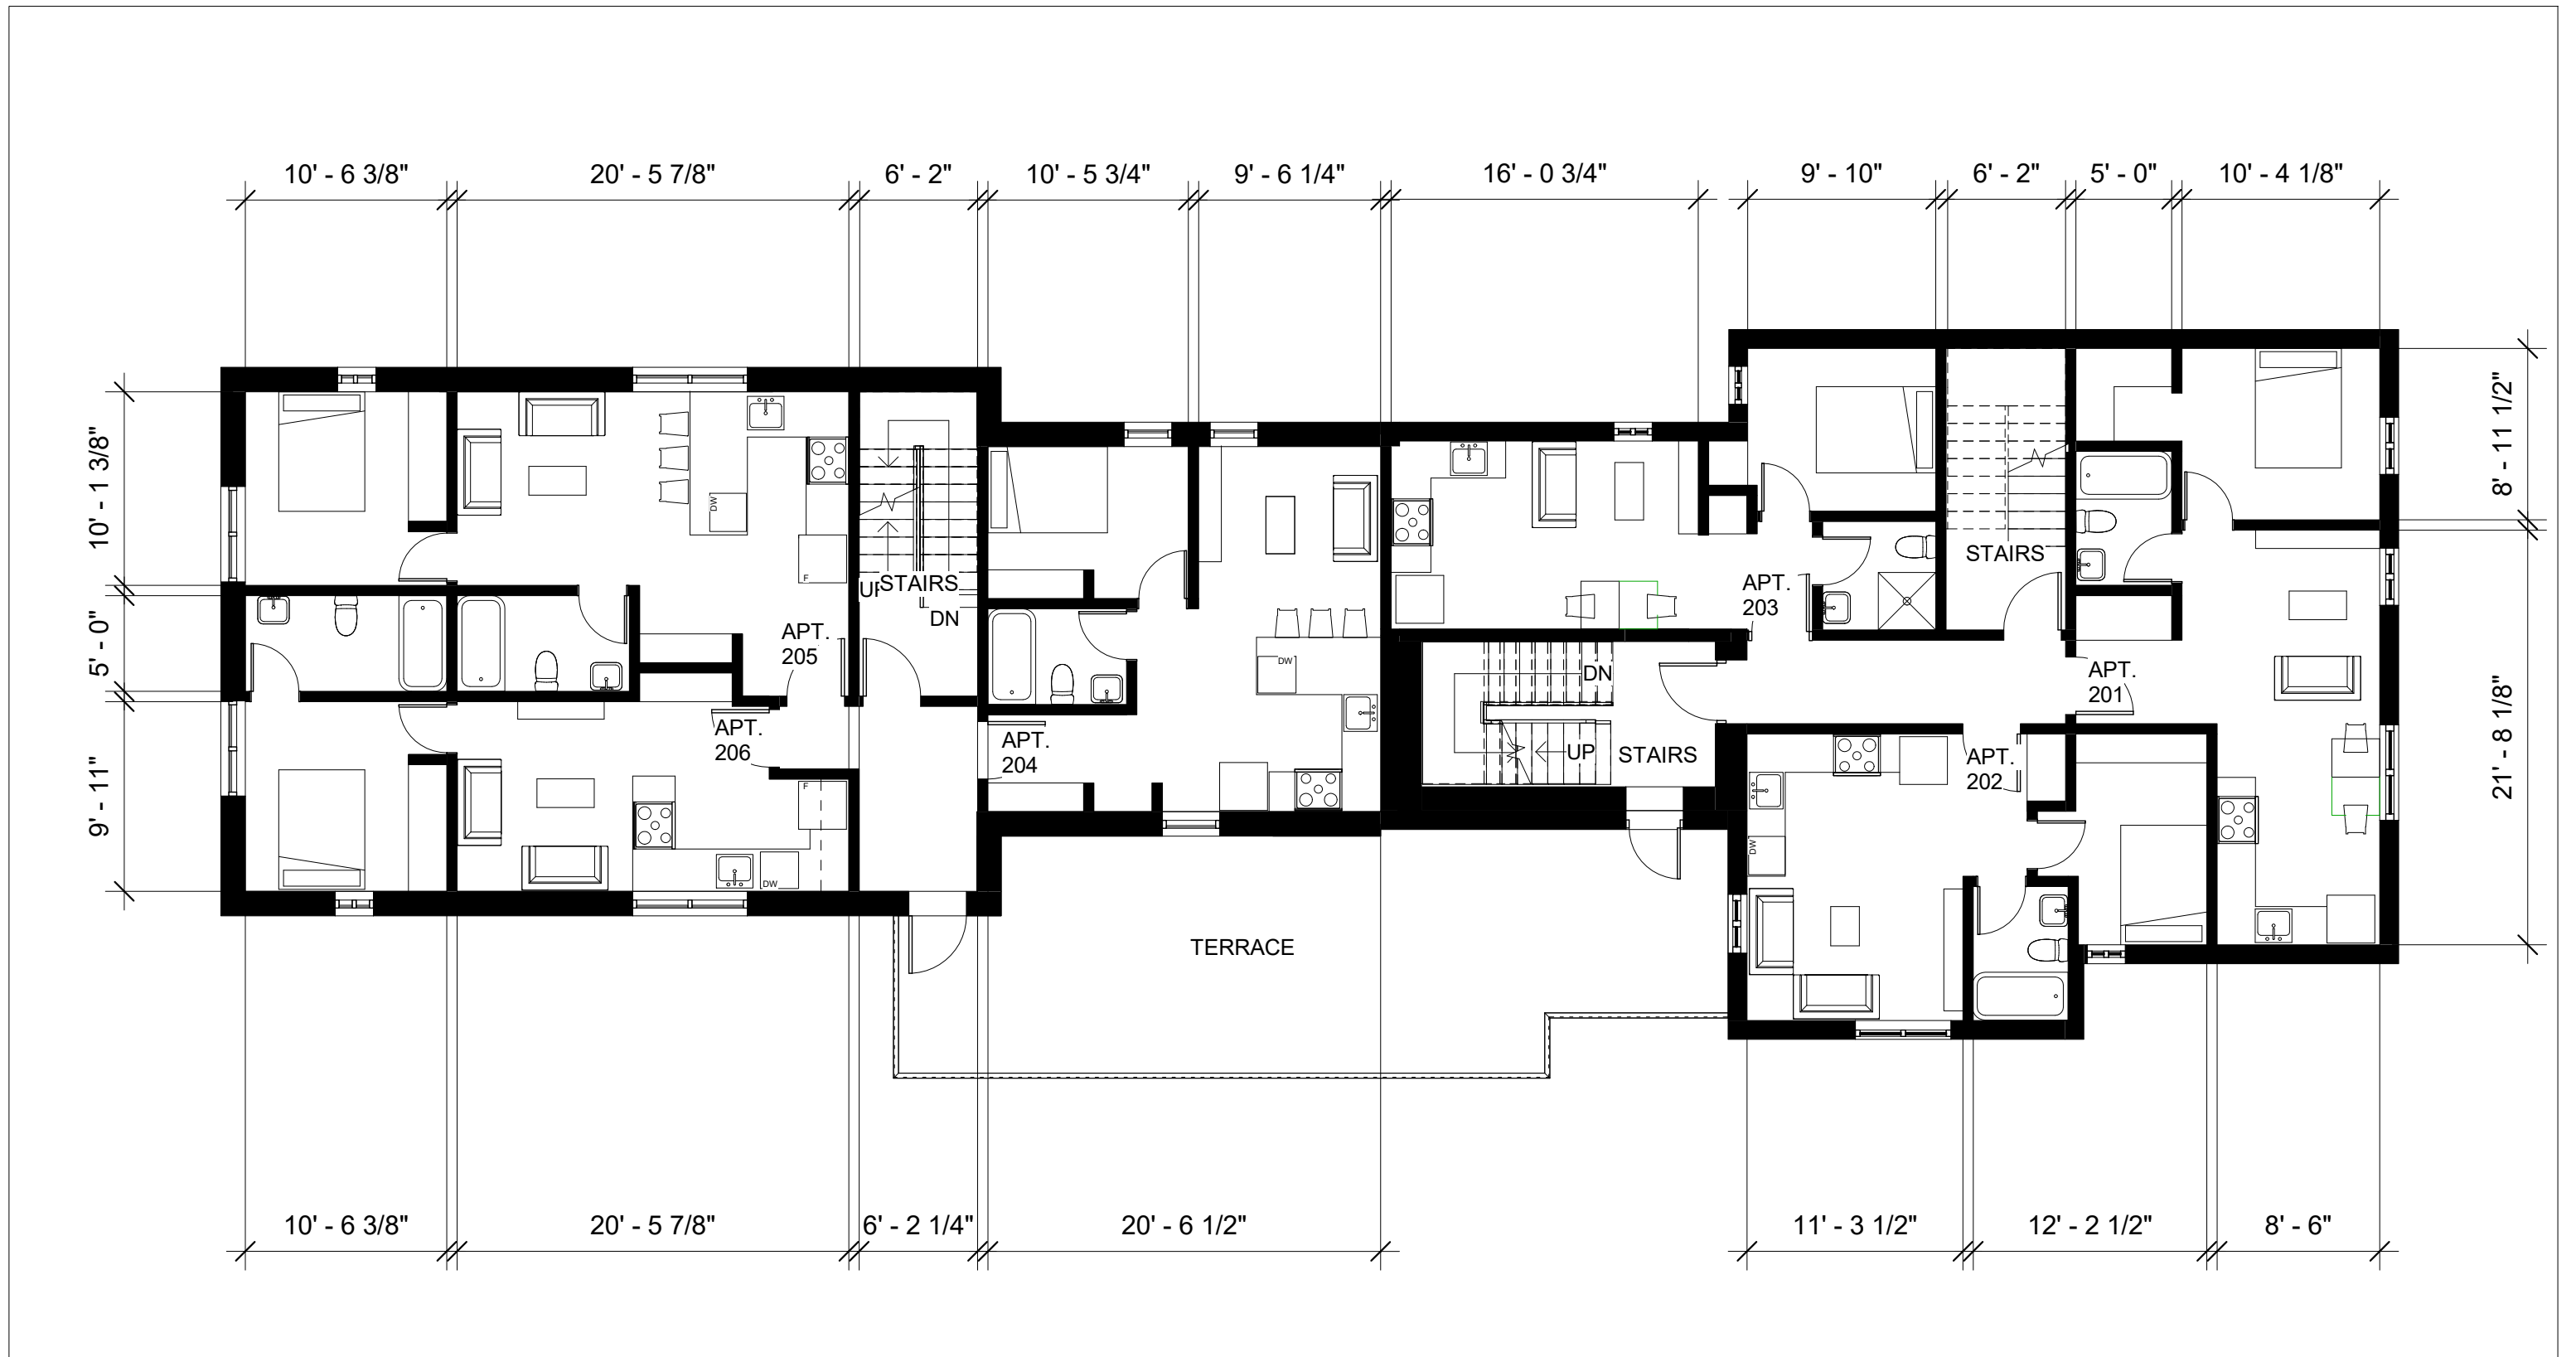 10' - 6 3/8"
20' - 5 7/8"
6' - 2"
10' - 5 3/4"
9' - 6 1/4"
16' - 0 3/4"
9' - 10"
6' - 2"
5' - 0"
10' - 4 1/8"
10' - 1 3/8"
5' - 0"
9' - 11"
8' - 11 1/2"
21' - 8 1/8"
DW
F
UP
STAIRS
DN
APT.
205
APT.
206
F
DW
APT.
204
DW
STAIRS
APT.
203
DN
UP
STAIRS
APT.
201
APT.
202
DW
TERRACE
10' - 6 3/8"
20' - 5 7/8"
6' - 2 1/4"
20' - 6 1/2"
11' - 3 1/2"
12' - 2 1/2"
8' - 6"